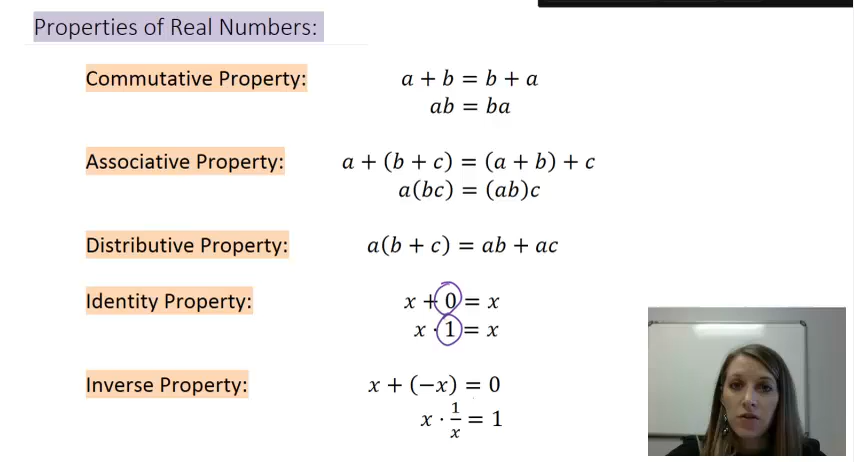 Properties of Real Numbers:
Commutative Property: a + b = b + a
ab = ba
Associative Property: a + (b + c) = (a + b) + c
a(bc) = (ab)c
Distributive Property: a(b + c) = ab + ac
Identity Property: x + 0 = x
x · 1 = x
Inverse Property: x + (−x) = 0
x · 1/x = 1